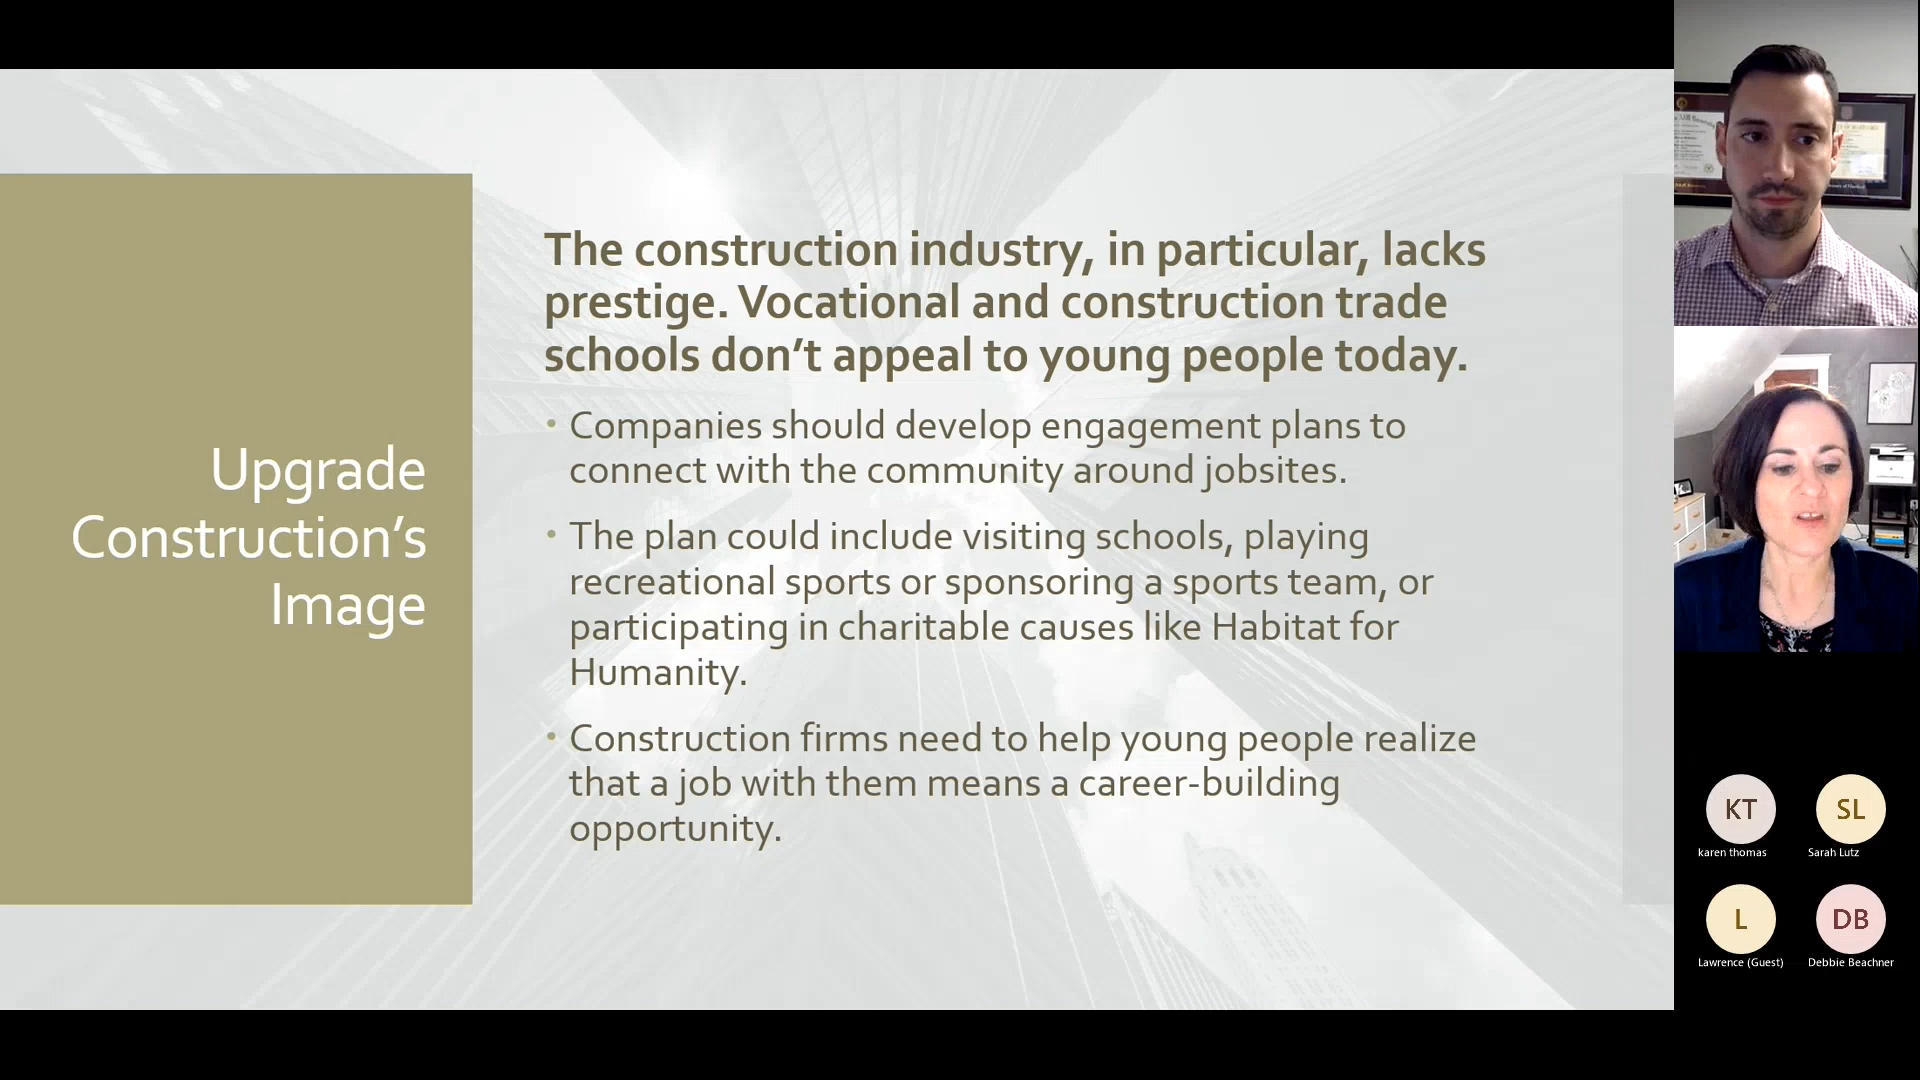 Upgrade
Construction’s
Image
The construction industry, in particular, lacks
prestige. Vocational and construction trade
schools don’t appeal to young people today.
• Companies should develop engagement plans to
connect with the community around jobsites.
• The plan could include visiting schools, playing
recreational sports or sponsoring a sports team, or
participating in charitable causes like Habitat for
Humanity.
• Construction firms need to help young people realize
that a job with them means a career-building
opportunity.
KT
karen thomas
SL
Sarah Lutz
L
Lawrence (Guest)
DB
Debbie Beachner